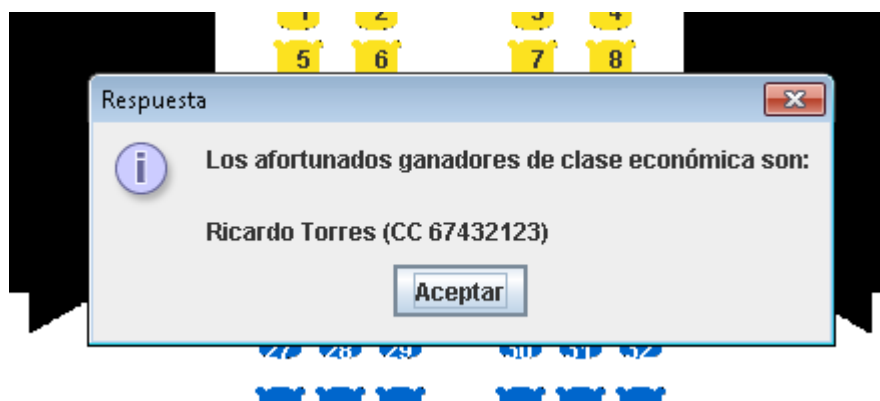 1 2 3 4
5 6 7 8
Respuesta
Los afortunados ganadores de clase económica son:
Ricardo Torres (CC 67432123)
Aceptar
27 28 29 30 31 32